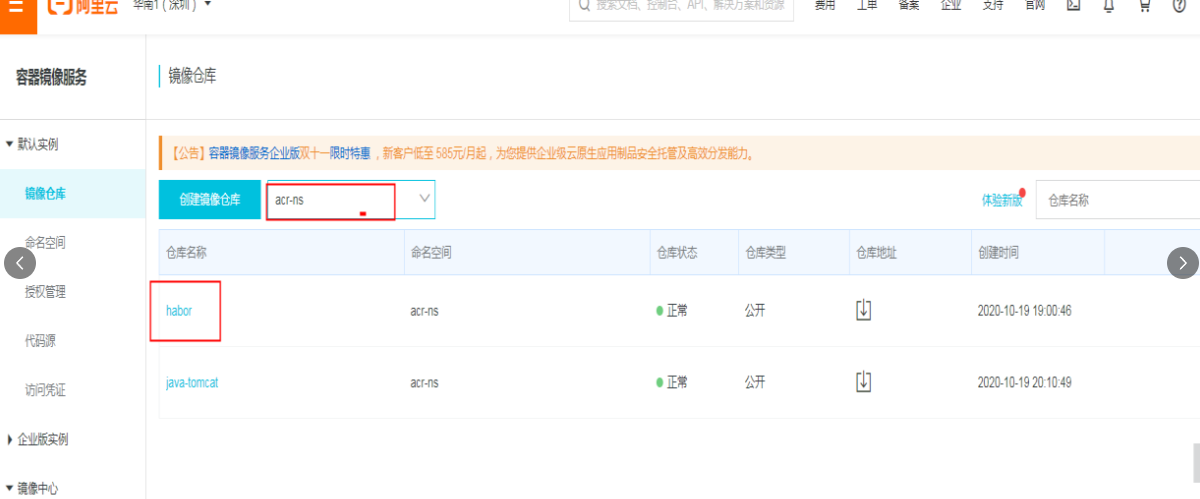 阿里云 华南1 ( 深圳 ) 搜索文档、控制台、API、解决方案和资源 费用 工单 备案 企业 支持 官网
容器镜像服务
镜像仓库
默认实例
镜像仓库
命名空间
授权管理
代码源
访问凭证
企业版实例
镜像中心
【公告】容器镜像服务企业版双十一限时特惠，新客户低至 585元/月起，为您提供企业级云原生应用制品安全托管及高效分发能力。
创建镜像仓库 acr-ns 体验新版 仓库名称
仓库名称 命名空间 仓库状态 仓库类型 仓库地址 创建时间
habor acr-ns 正常 公开 2020-10-19 19:00:46
java-tomcat acr-ns 正常 公开 2020-10-19 20:10:49